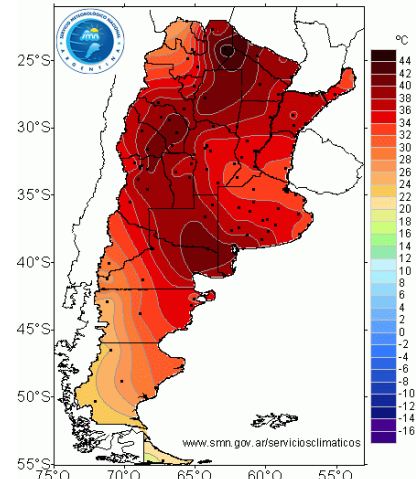 SERVICIO METEOROLÓGICO NACIONAL
smn
ARGENTINA
°C
25°S
30°S
35°S
40°S
45°S
50°S
55°S
75°O
70°O
65°O
60°O
55°O
44
42
40
38
36
34
32
30
28
26
24
22
20
18
16
14
12
10
8
6
4
2
0
-2
-4
-6
-8
-10
-12
-14
-16
www.smn.gov.ar/serviciosclimaticos